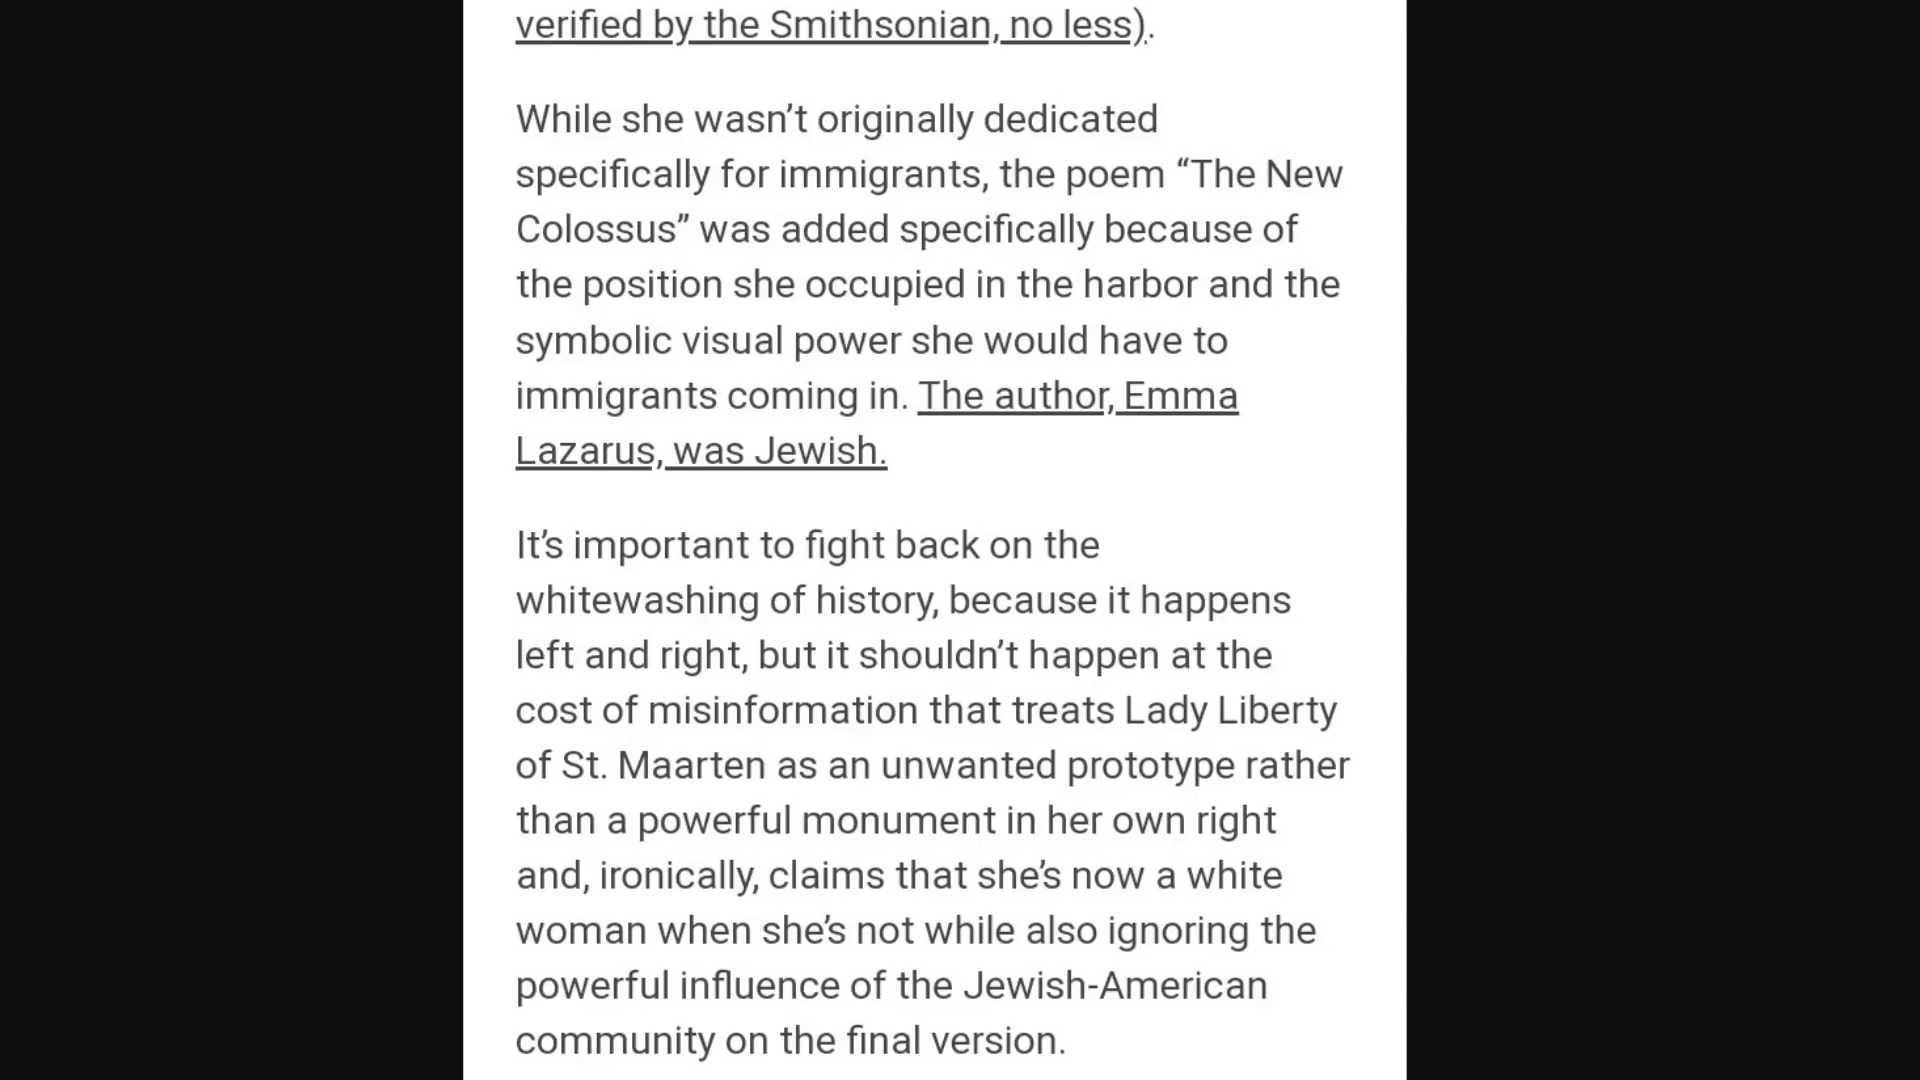 verified by the Smithsonian, no less).
While she wasn’t originally dedicated
specifically for immigrants, the poem “The New
Colossus” was added specifically because of
the position she occupied in the harbor and the
symbolic visual power she would have to
immigrants coming in. The author, Emma
Lazarus, was Jewish.
It’s important to fight back on the
whitewashing of history, because it happens
left and right, but it shouldn’t happen at the
cost of misinformation that treats Lady Liberty
of St. Maarten as an unwanted prototype rather
than a powerful monument in her own right
and, ironically, claims that she’s now a white
woman when she’s not while also ignoring the
powerful influence of the Jewish-American
community on the final version.